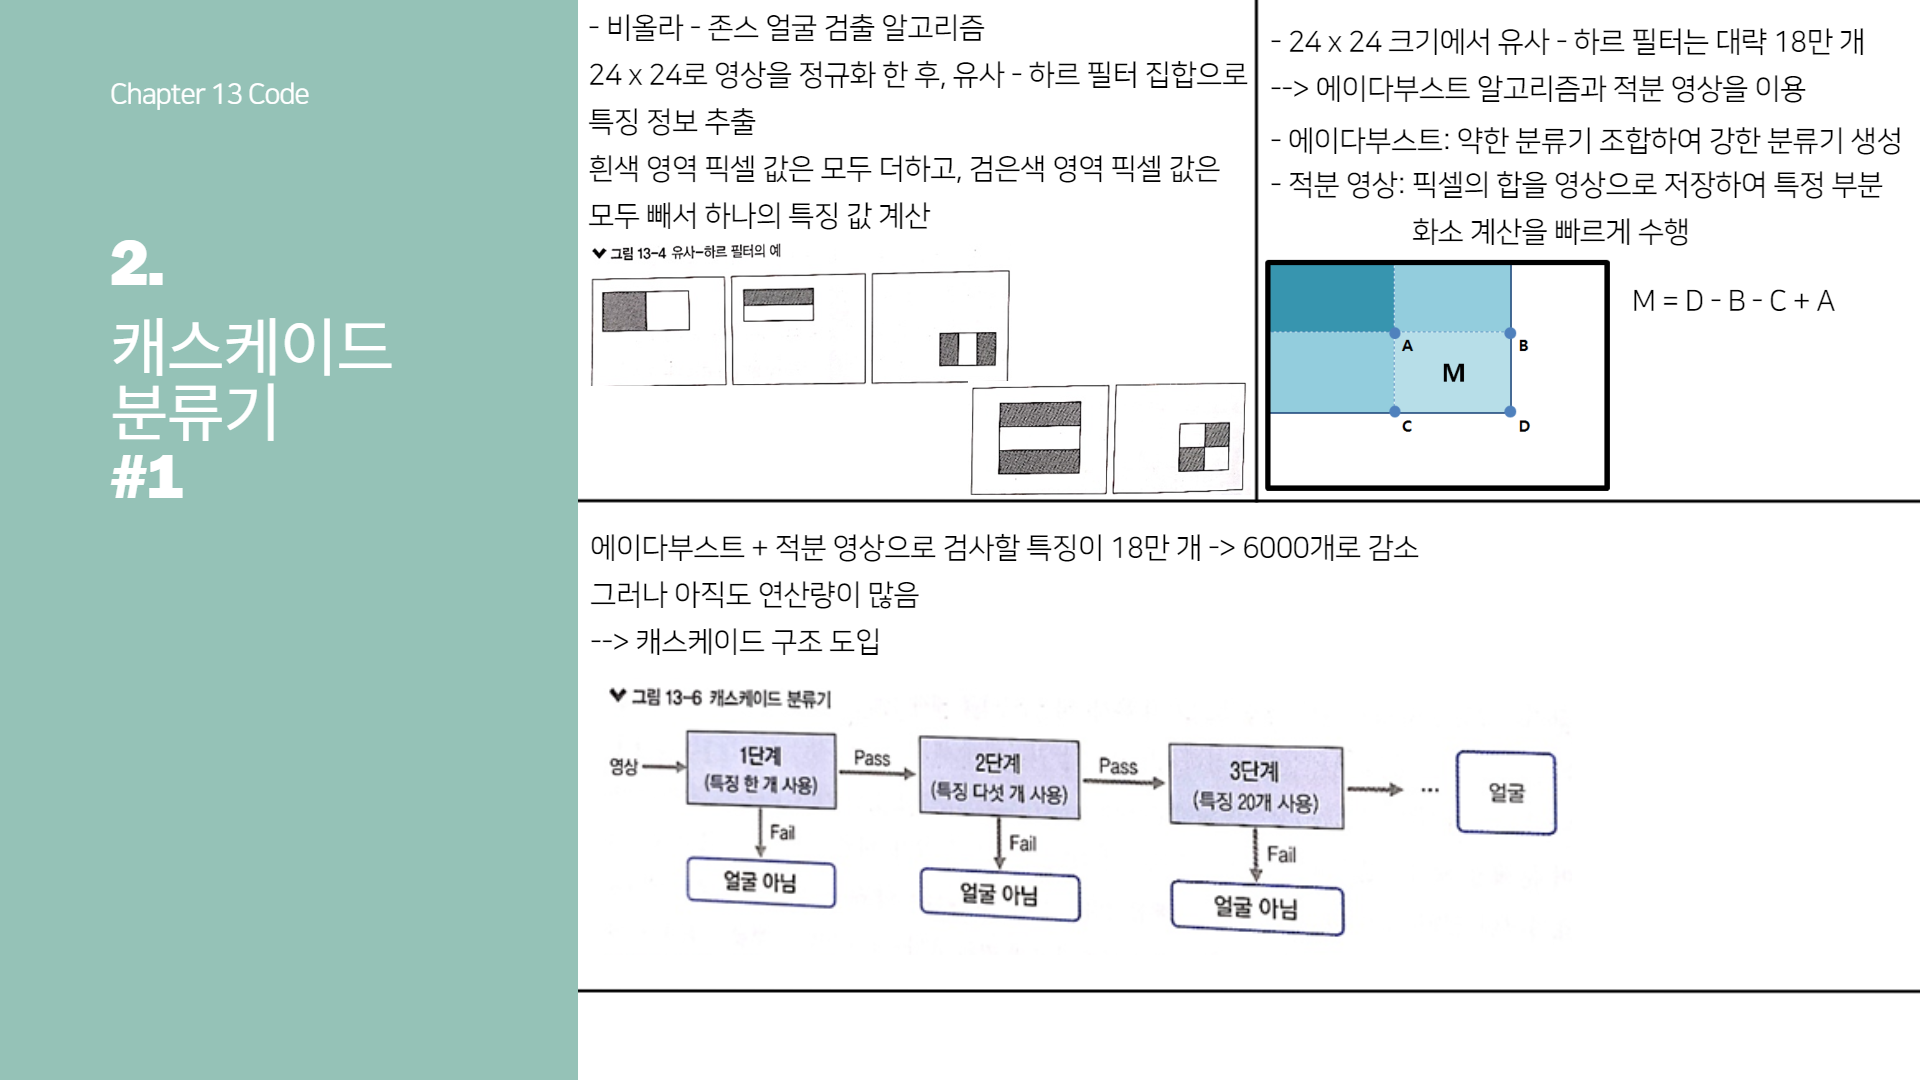 Chapter 13 Code
2.
캐스케이드
분류기
#1
- 비올라 - 존스 얼굴 검출 알고리즘
24 x 24로 영상을 정규화 한 후, 유사 - 하르 필터 집합으로
특징 정보 추출
흰색 영역 픽셀 값은 모두 더하고, 검은색 영역 픽셀 값은
모두 빼서 하나의 특징 값 계산
그림 13-4 유사-하르 필터의 예
- 24 x 24 크기에서 유사 - 하르 필터는 대략 18만 개
--> 에이다부스트 알고리즘과 적분 영상을 이용
- 에이다부스트: 약한 분류기 조합하여 강한 분류기 생성
- 적분 영상: 픽셀의 합을 영상으로 저장하여 특정 부분
화소 계산을 빠르게 수행
M = D - B - C + A
A
B
M
C
D
에이다부스트 + 적분 영상으로 검사할 특징이 18만 개 -> 6000개로 감소
그러나 아직도 연산량이 많음
--> 캐스케이드 구조 도입
그림 13-6 캐스케이드 분류기
영상
1단계
(특징 한 개 사용)
Pass
2단계
(특징 다섯 개 사용)
Pass
3단계
(특징 20개 사용)
...
얼굴
Fail
Fail
Fail
얼굴 아님
얼굴 아님
얼굴 아님